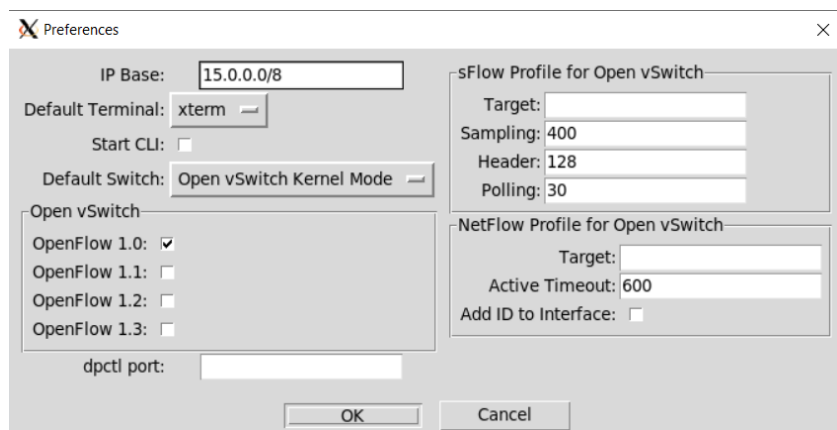 Preferences
IP Base: 15.0.0.0/8
Default Terminal: xterm
Start CLI:
Default Switch: Open vSwitch Kernel Mode
Open vSwitch
OpenFlow 1.0:
OpenFlow 1.1:
OpenFlow 1.2:
OpenFlow 1.3:
dpctl port:
sFlow Profile for Open vSwitch
Target:
Sampling: 400
Header: 128
Polling: 30
NetFlow Profile for Open vSwitch
Target:
Active Timeout: 600
Add ID to Interface:
OK Cancel